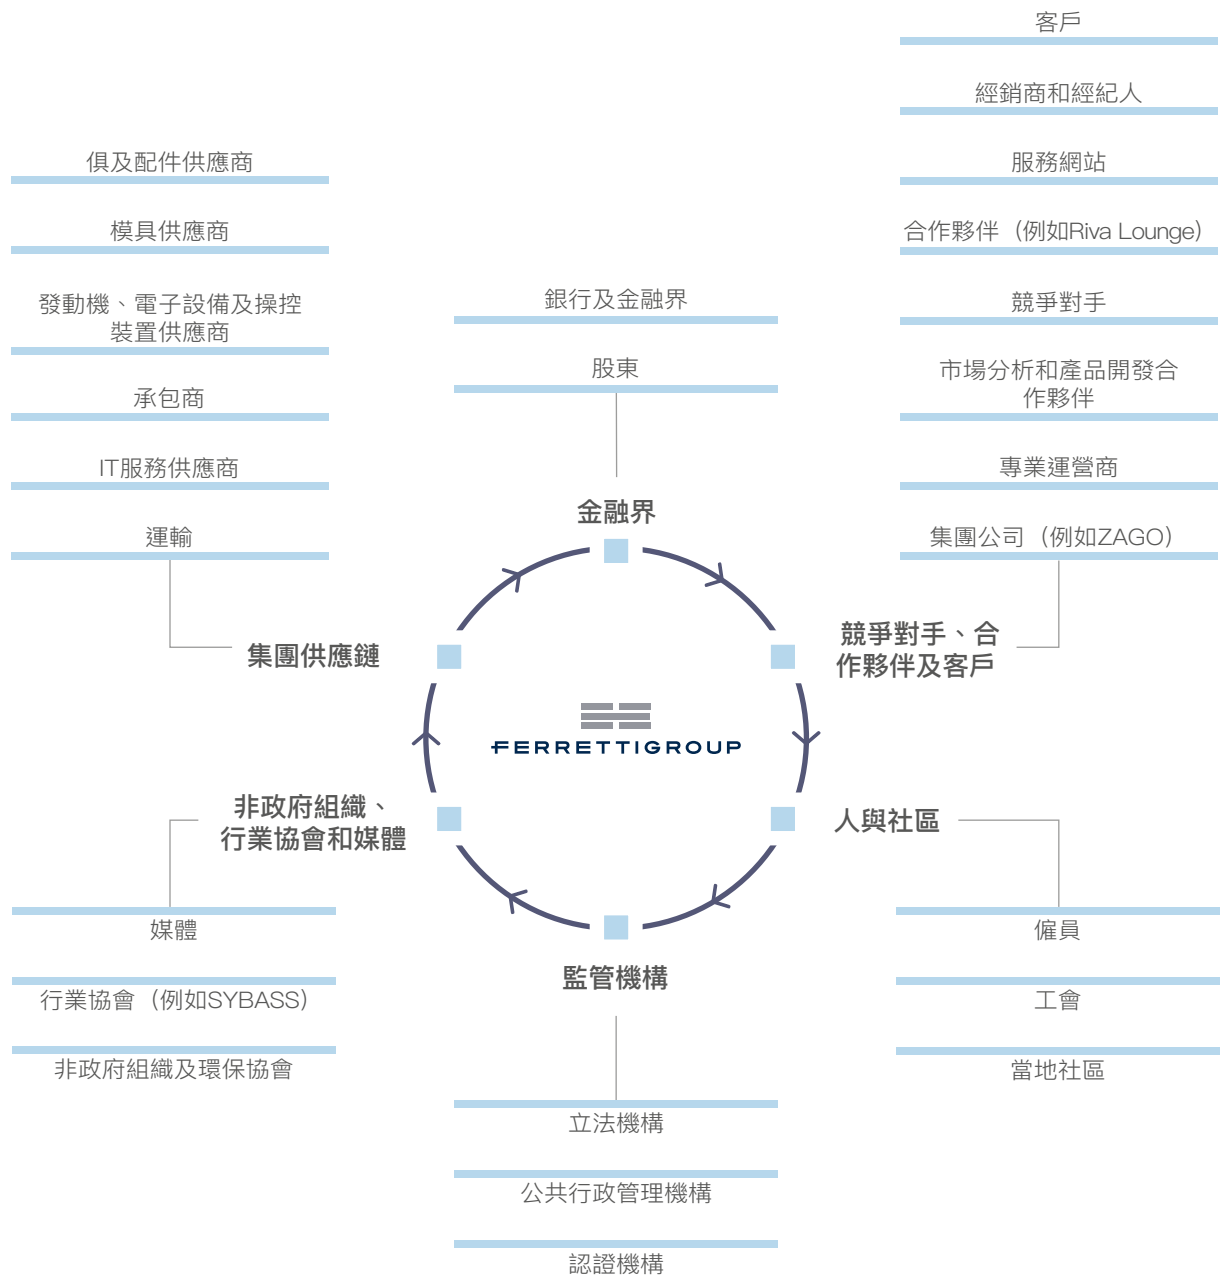 客戶
經銷商和經紀人
服務網站
合作夥伴（例如Riva Lounge）
競爭對手
市場分析和產品開發合
作夥伴
專業運營商
集團公司（例如ZAGO）
競爭對手、合
作夥伴及客戶
俱及配件供應商
模具供應商
發動機、電子設備及操控
裝置供應商
承包商
IT服務供應商
運輸
集團供應鏈
銀行及金融界
股東
金融界
FERRETTIGROUP
非政府組織、
行業協會和媒體
媒體
行業協會（例如SYBASS）
非政府組織及環保協會
監管機構
立法機構
公共行政管理機構
認證機構
人與社區
僱員
工會
當地社區